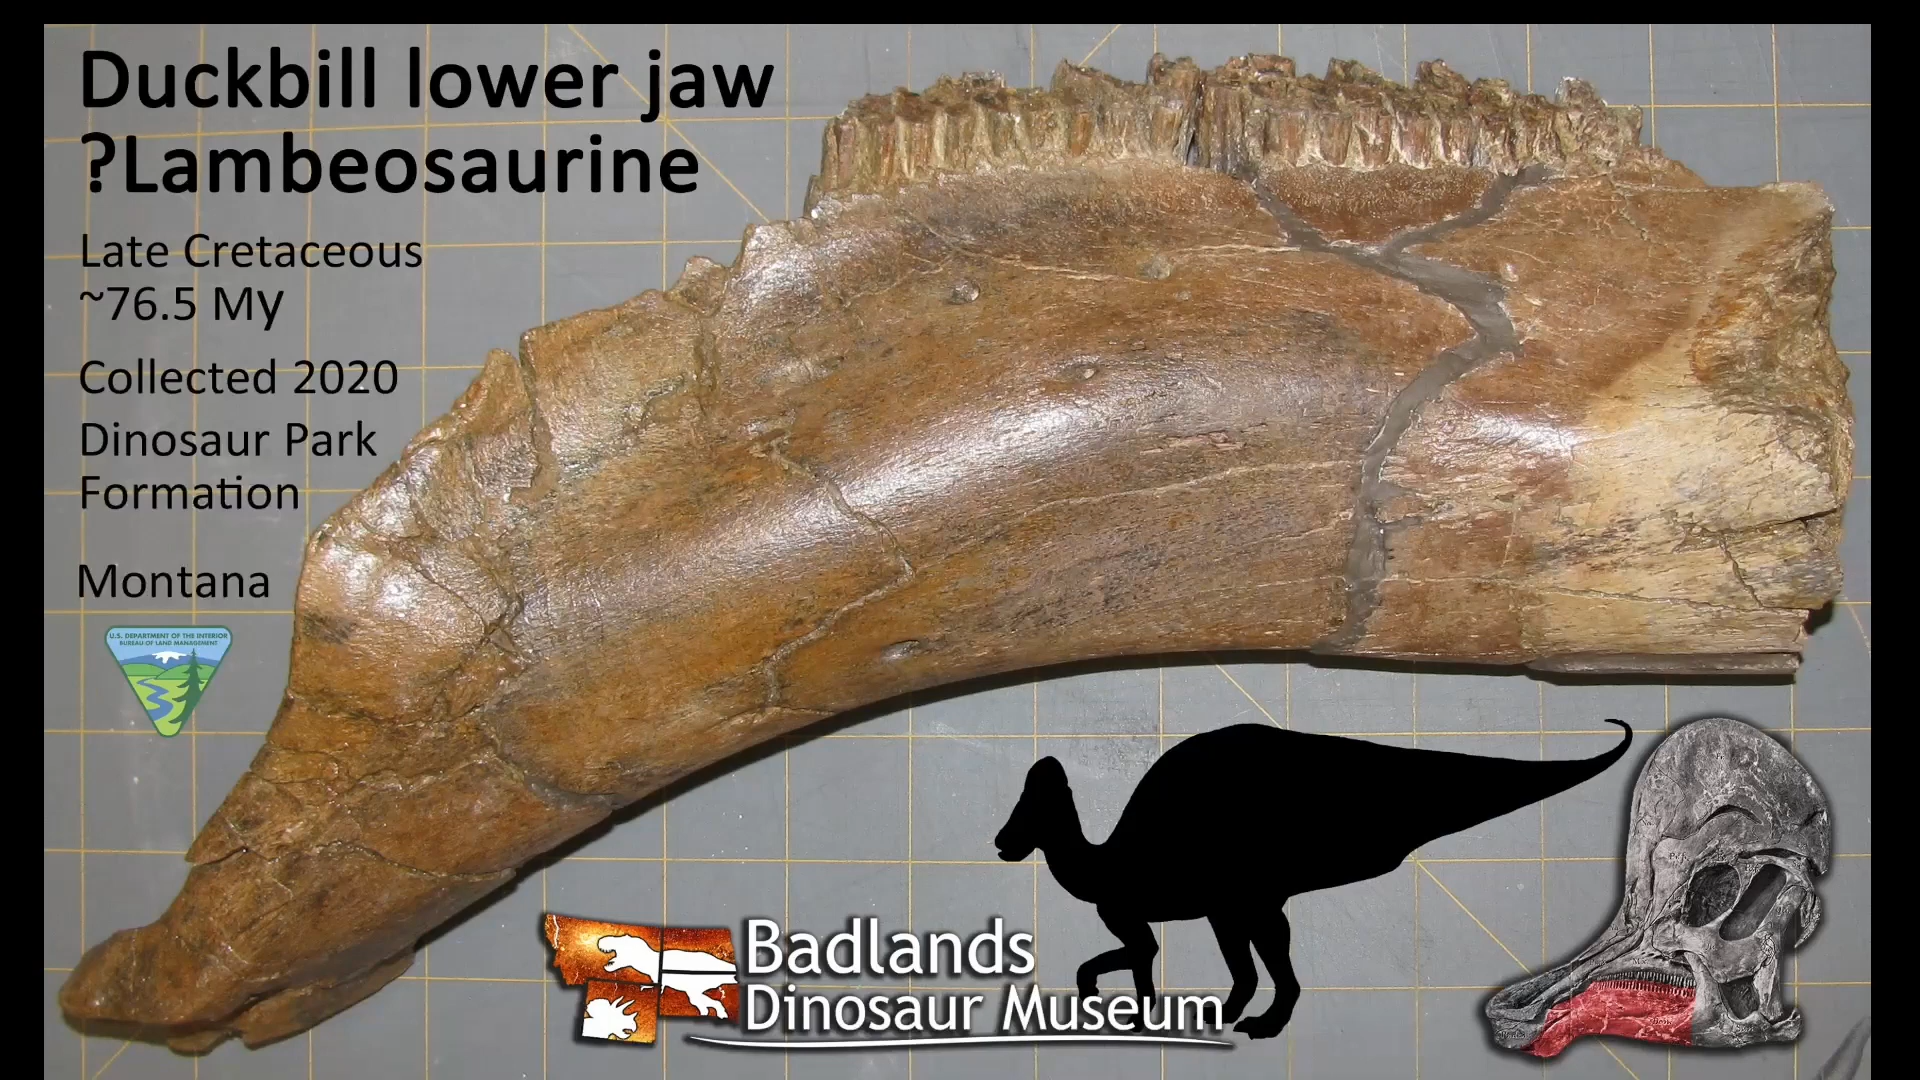 Duckbill lower jaw
?Lambeosaurine
Late Cretaceous
~76.5 My
Collected 2020
Dinosaur Park
Formation
Montana
U.S. DEPARTMENT OF THE INTERIOR
BUREAU OF LAND MANAGEMENT
Badlands
Dinosaur Museum